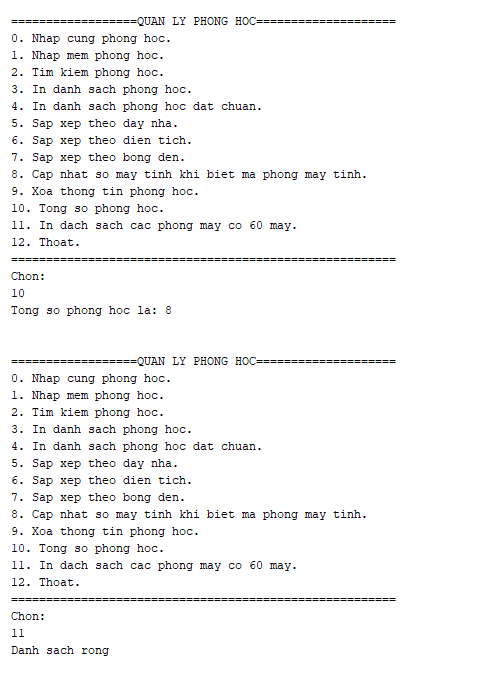 ==================QUAN LY PHONG HOC====================
0. Nhap cung phong hoc.
1. Nhap mem phong hoc.
2. Tim kiem phong hoc.
3. In danh sach phong hoc.
4. In danh sach phong hoc dat chuan.
5. Sap xep theo day nha.
6. Sap xep theo dien tich.
7. Sap xep theo bong den.
8. Cap nhat so may tinh khi biet ma phong may tinh.
9. Xoa thong tin phong hoc.
10. Tong so phong hoc.
11. In dach sach cac phong may co 60 may.
12. Thoat.
=======================================================
Chon:
10
Tong so phong hoc la: 8
==================QUAN LY PHONG HOC====================
0. Nhap cung phong hoc.
1. Nhap mem phong hoc.
2. Tim kiem phong hoc.
3. In danh sach phong hoc.
4. In danh sach phong hoc dat chuan.
5. Sap xep theo day nha.
6. Sap xep theo dien tich.
7. Sap xep theo bong den.
8. Cap nhat so may tinh khi biet ma phong may tinh.
9. Xoa thong tin phong hoc.
10. Tong so phong hoc.
11. In dach sach cac phong may co 60 may.
12. Thoat.
=======================================================
Chon:
11
Danh sach rong